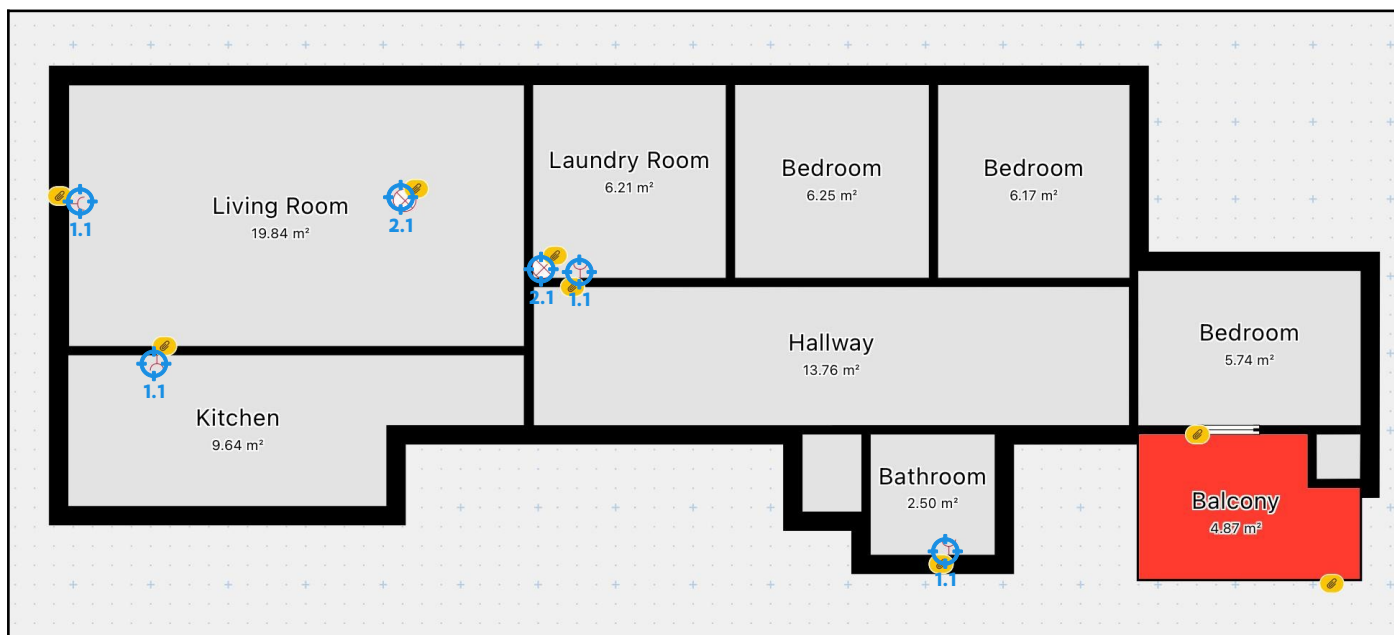 Laundry Room
6.21 m²
Bedroom
6.25 m²
Bedroom
6.17 m²
Living Room
19.84 m²
1.1
2.1
2.1
1.1
Hallway
13.76 m²
Bedroom
5.74 m²
1.1
Kitchen
9.64 m²
Bathroom
2.50 m²
Balcony
4.87 m²
1.1